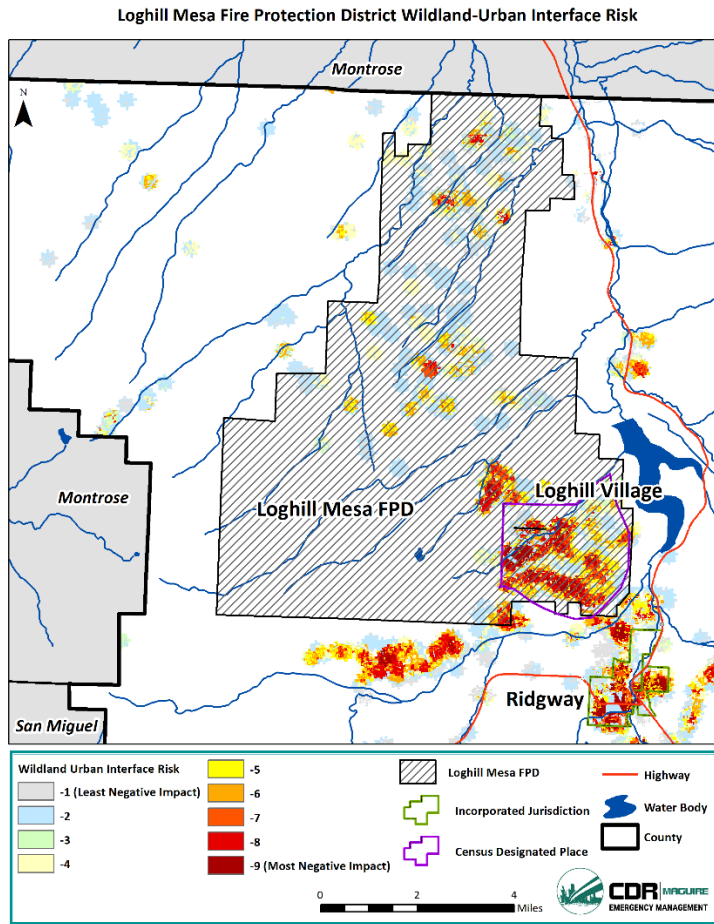 Loghill Mesa Fire Protection District Wildland-Urban Interface Risk
Montrose
N
Loghill Village
Montrose
Loghill Mesa FPD
Ridgway
San Miguel
Wildland Urban Interface Risk
-1 (Least Negative Impact)
-2
-3
-4
-5
-6
-7
-8
-9 (Most Negative Impact)
Loghill Mesa FPD
Incorporated Jurisdiction
Census Designated Place
Highway
Water Body
County
0 2 4
Miles
CDR MAGUIRE
EMERGENCY MANAGEMENT